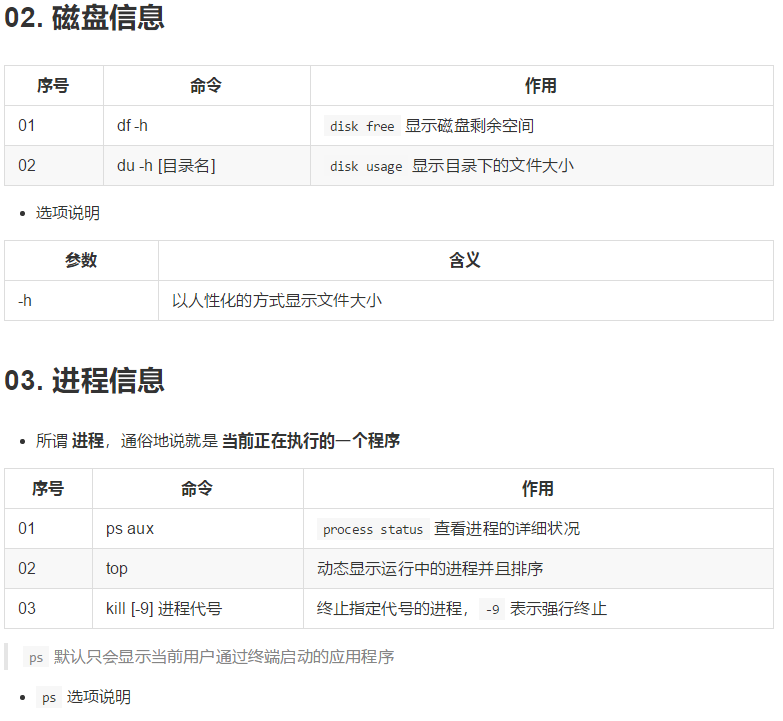 02. 磁盘信息
序号 命令 作用
01 df -h disk free 显示磁盘剩余空间
02 du -h [目录名] disk usage 显示目录下的文件大小
• 选项说明
参数 含义
-h 以人性化的方式显示文件大小
03. 进程信息
• 所谓 进程，通俗地说就是 当前正在执行的一个程序
序号 命令 作用
01 ps aux process status 查看进程的详细状况
02 top 动态显示运行中的进程并且排序
03 kill [-9] 进程代号 终止指定代号的进程，-9 表示强行终止
ps 默认只会显示当前用户通过终端启动的应用程序
• ps 选项说明